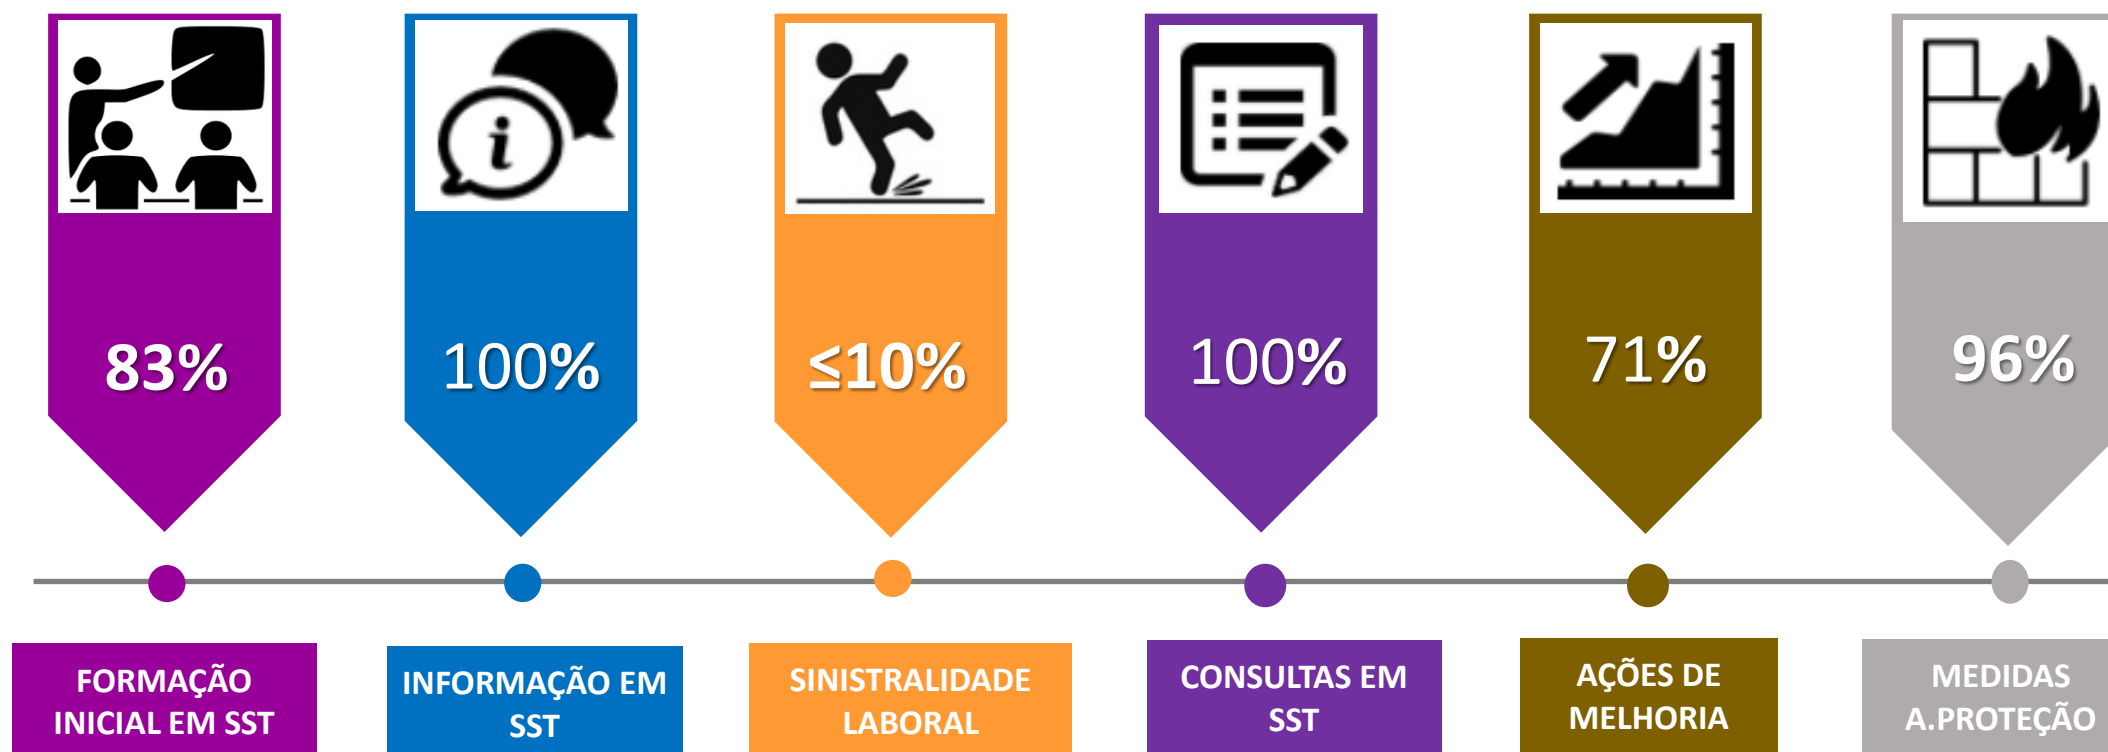 83%
100%
≤10%
100%
71%
96%
FORMAÇÃO
INICIAL EM SST
INFORMAÇÃO EM
SST
SINISTRALIDADE
LABORAL
CONSULTAS EM
SST
AÇÕES DE
MELHORIA
MEDIDAS
A.PROTEÇÃO